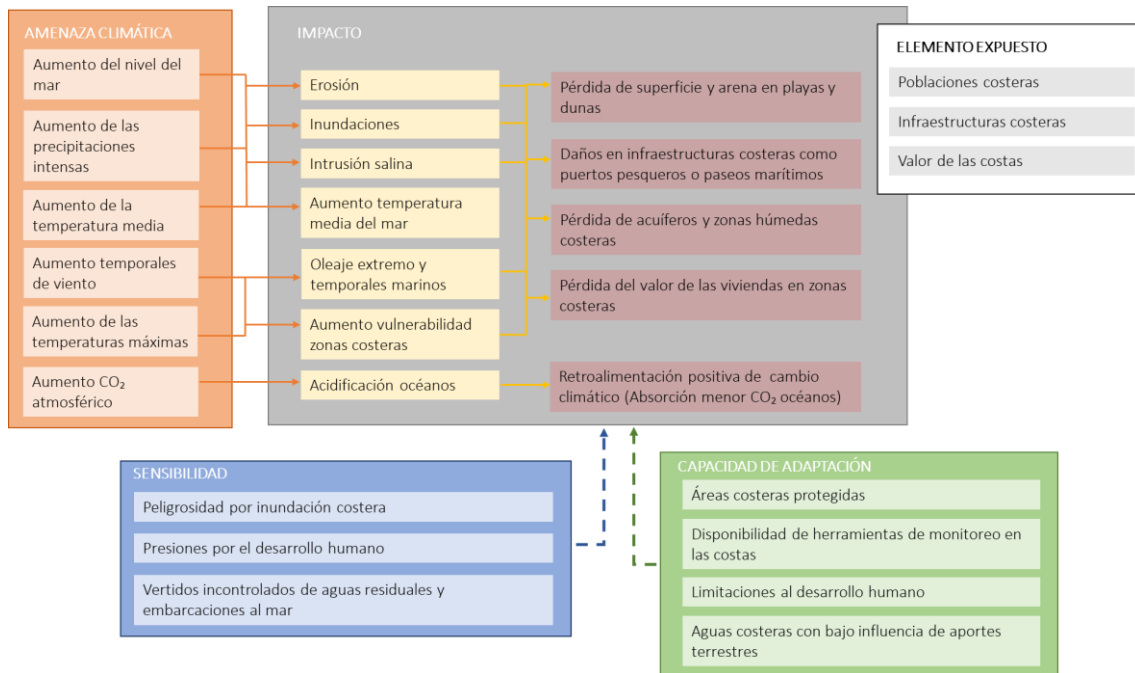 AMENAZA CLIMÁTICA
Aumento del nivel del
mar
Aumento de las
precipitaciones
intensas
Aumento de la
temperatura media
Aumento temporales
de viento
Aumento de las
temperaturas máximas
Aumento CO₂
atmosférico
IMPACTO
Erosión
Inundaciones
Intrusión salina
Aumento temperatura
media del mar
Oleaje extremo y
temporales marinos
Aumento vulnerabilidad
zonas costeras
Acidificación océanos
Pérdida de superficie y arena en playas y
dunas
Daños en infraestructuras costeras como
puertos pesqueros o paseos marítimos
Pérdida de acuíferos y zonas húmedas
costeras
Pérdida del valor de las viviendas en zonas
costeras
Retroalimentación positiva de cambio
climático (Absorción menor CO₂ océanos)
ELEMENTO EXPUESTO
Poblaciones costeras
Infraestructuras costeras
Valor de las costas
SENSIBILIDAD
Peligrosidad por inundación costera
Presiones por el desarrollo humano
Vertidos incontrolados de aguas residuales y
embarcaciones al mar
CAPACIDAD DE ADAPTACIÓN
Áreas costeras protegidas
Disponibilidad de herramientas de monitoreo en
las costas
Limitaciones al desarrollo humano
Aguas costeras con bajo influencia de aportes
terrestres